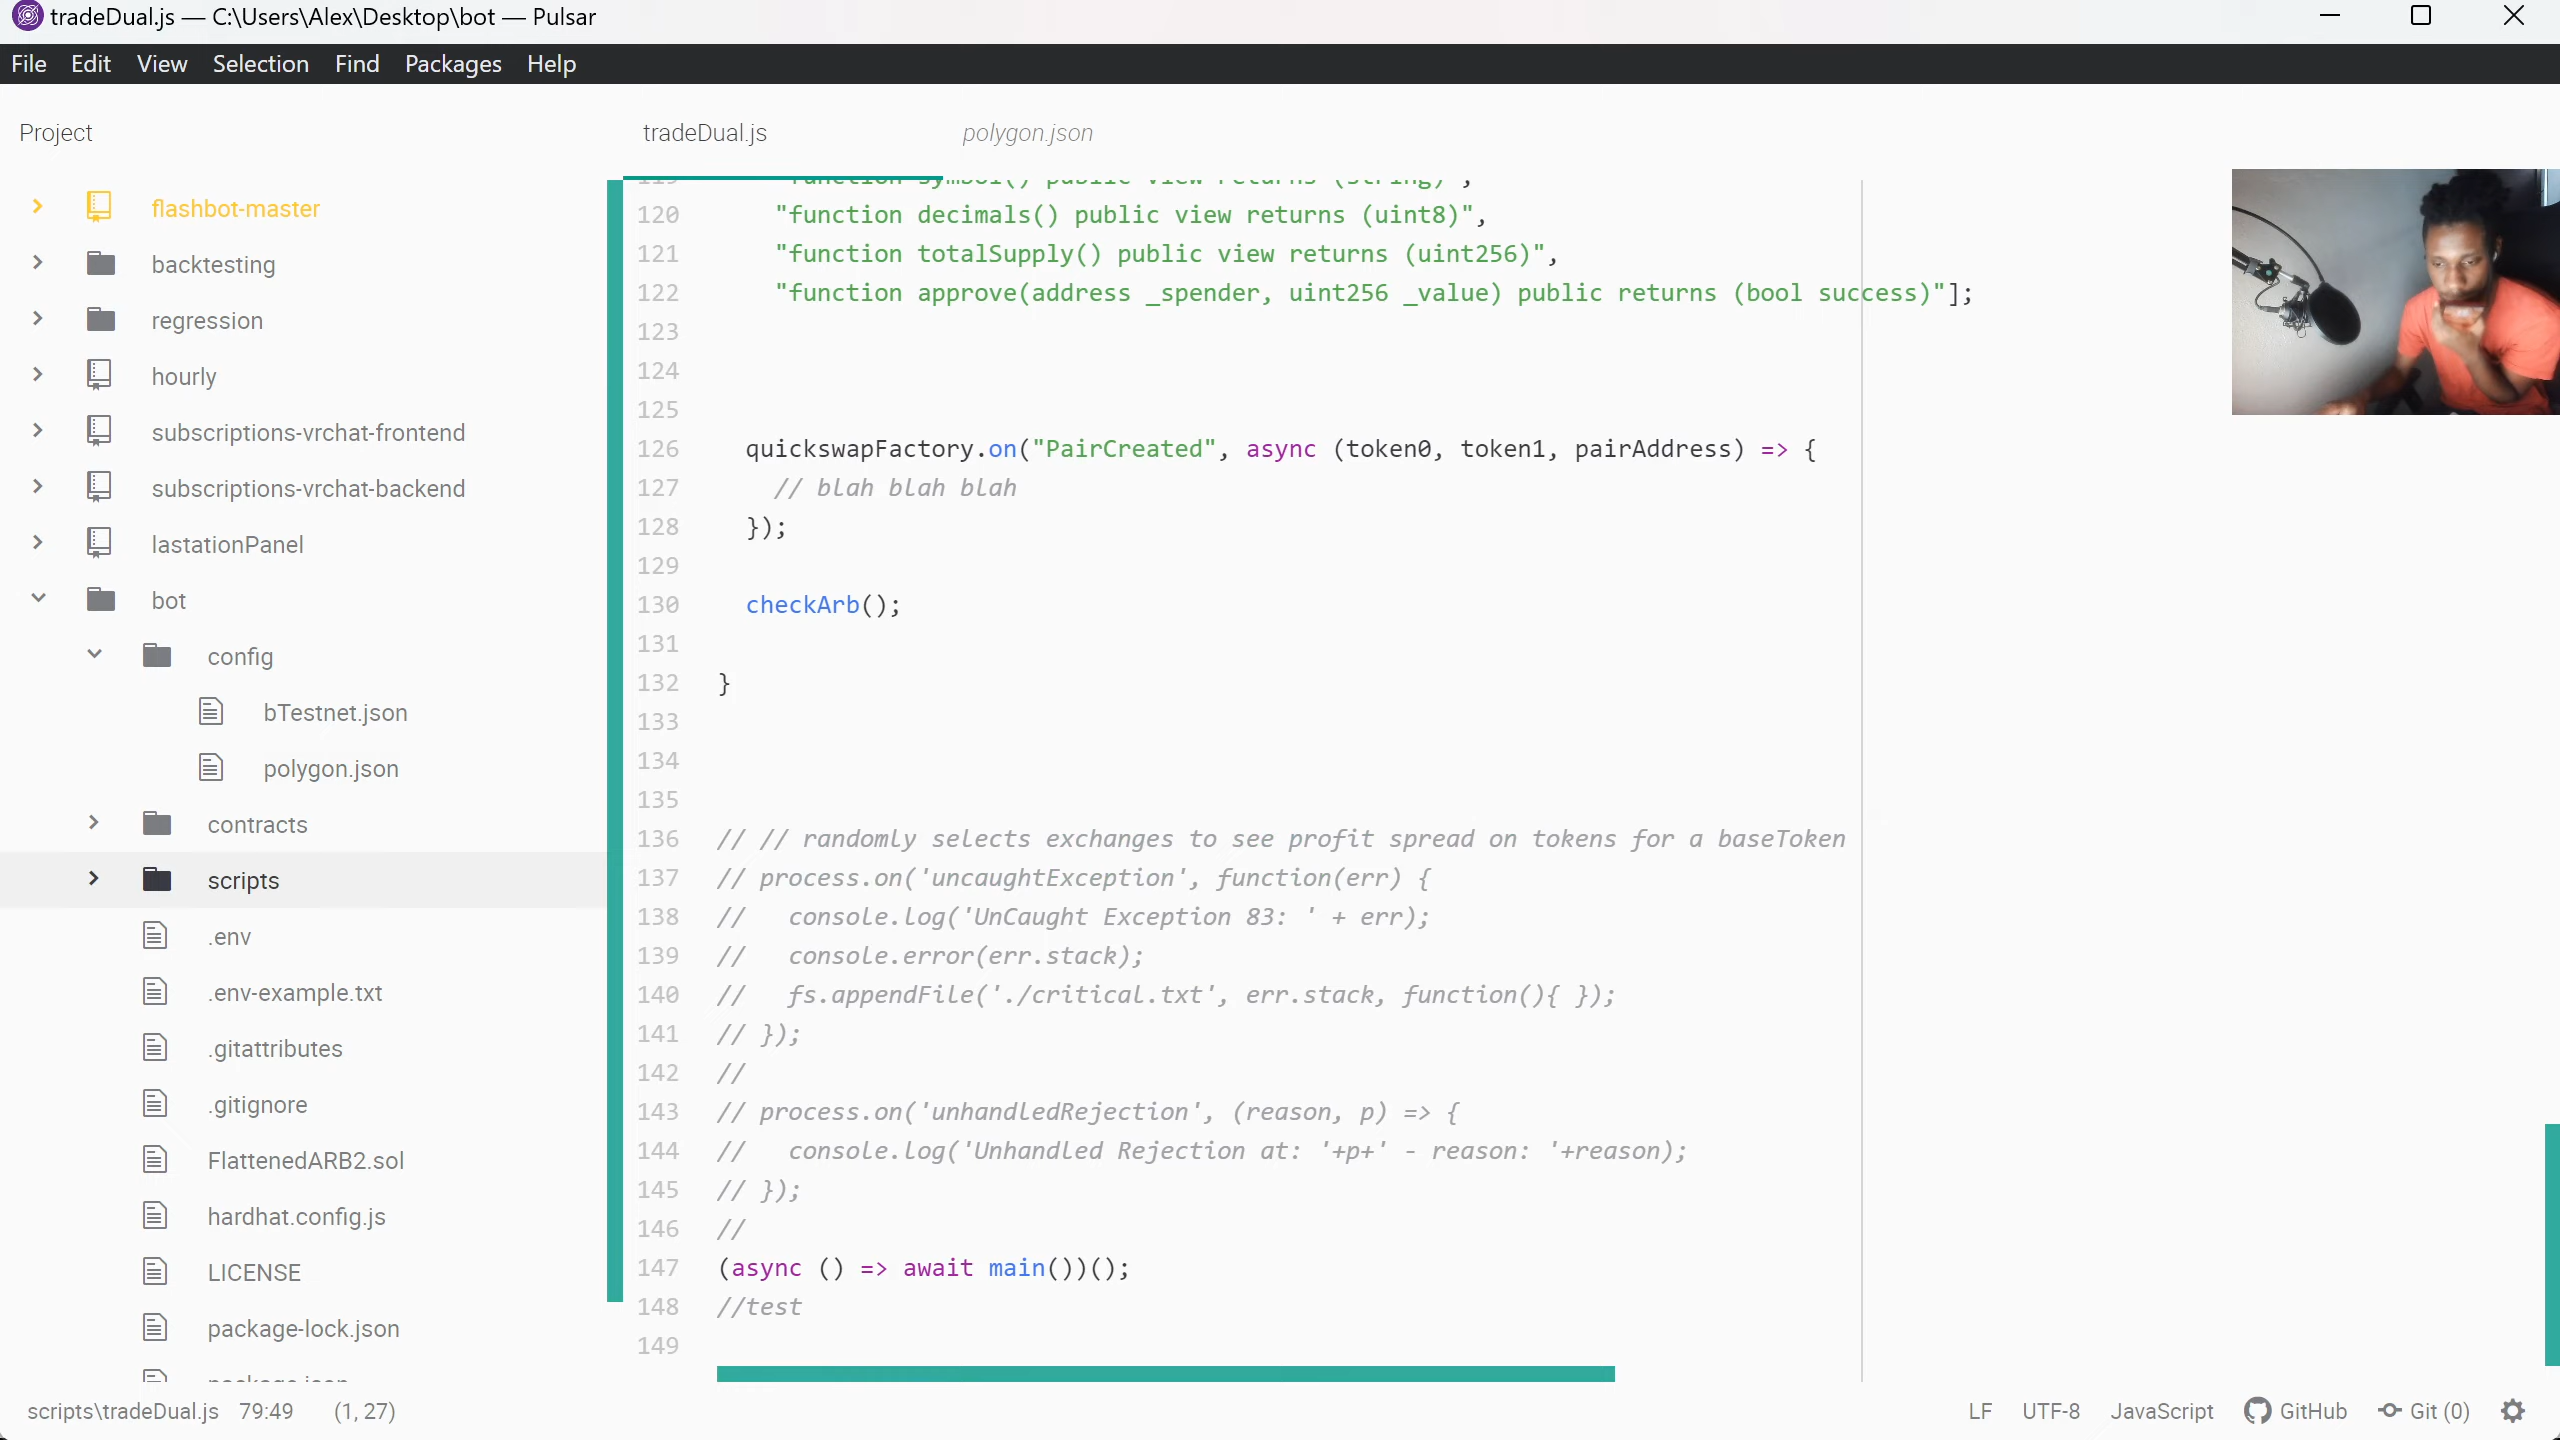 tradeDual.js — C:\Users\Alex\Desktop\bot — Pulsar
File Edit View Selection Find Packages Help
Project
flashbot-master
backtesting
regression
hourly
subscriptions-vrchat-frontend
subscriptions-vrchat-backend
lastationPanel
bot
config
bTestnet.json
polygon.json
contracts
scripts
.env
.env-example.txt
.gitattributes
.gitignore
FlattenedARB2.sol
hardhat.config.js
LICENSE
package-lock.json
package.json
tradeDual.js polygon.json
119 "function symbol() public view returns (string)",
120 "function decimals() public view returns (uint8)",
121 "function totalSupply() public view returns (uint256)",
122 "function approve(address _spender, uint256 _value) public returns (bool success)"];
123
124
125
126 quickswapFactory.on("PairCreated", async (token0, token1, pairAddress) => {
127 // blah blah blah
128 });
129
130 checkArb();
131
132 }
133
134
135
136 // // randomly selects exchanges to see profit spread on tokens for a baseToken
137 // process.on('uncaughtException', function(err) {
138 // console.log('UnCaught Exception 83: ' + err);
139 // console.error(err.stack);
140 // fs.appendFile('./critical.txt', err.stack, function(){ });
141 // });
142 //
143 // process.on('unhandledRejection', (reason, p) => {
144 // console.log('Unhandled Rejection at: '+p+' - reason: '+reason);
145 // });
146 //
147 (async () => await main())();
148 //test
149
scripts\tradeDual.js 79:49 (1, 27)
LF UTF-8 JavaScript GitHub Git (0)